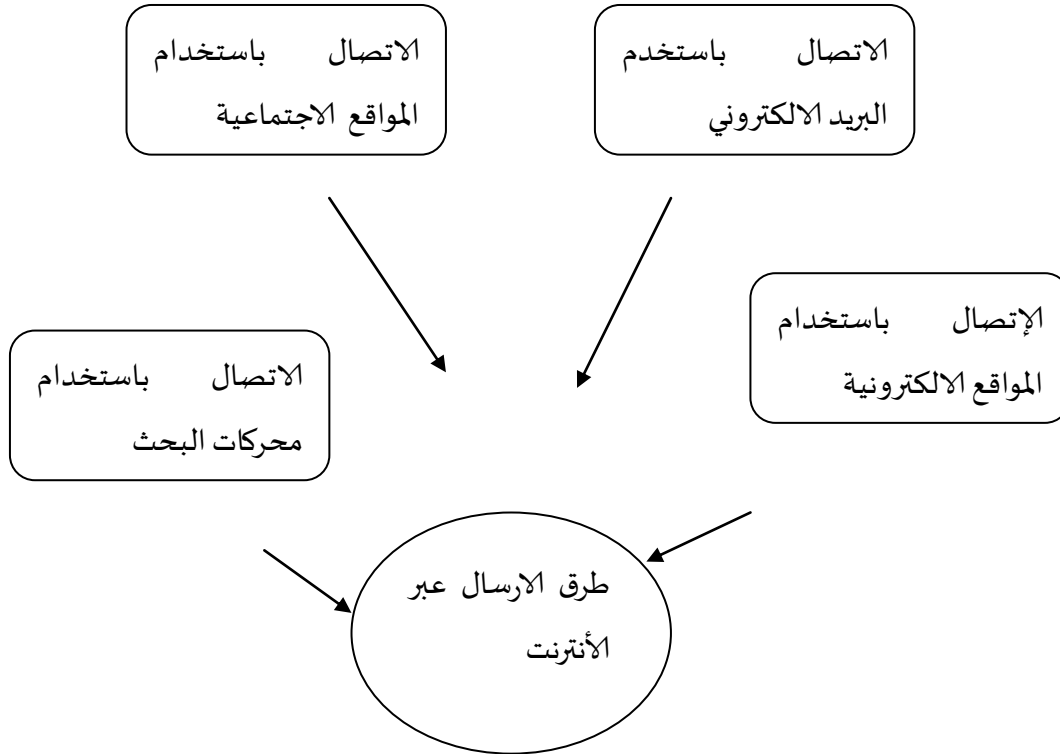 الاتصال باستخدم
البريد الالكتروني
الاتصال باستخدام
المواقع الاجتماعية
الإتصال باستخدام
المواقع الالكترونية
الاتصال باستخدام
محركات البحث
طرق الارسال عبر
الأنترنت